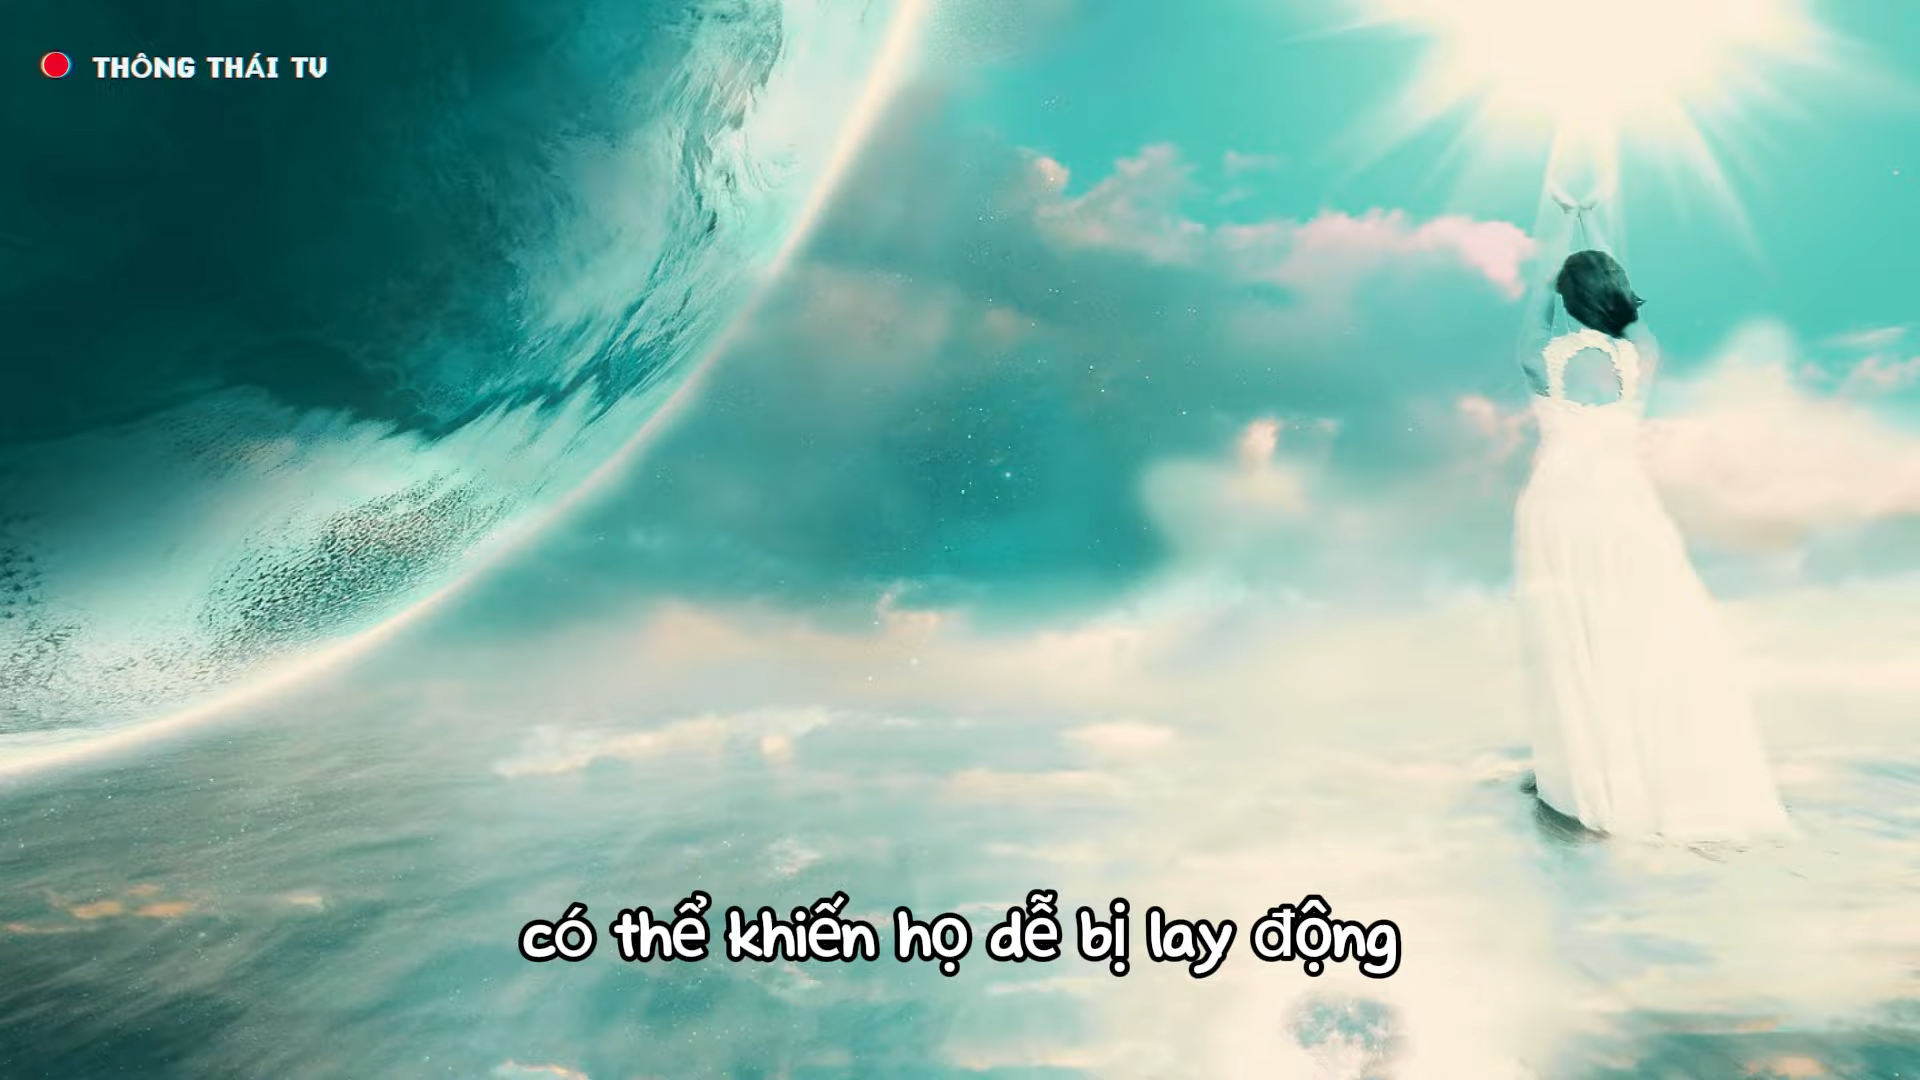 THÔNG THÁI TV
có thể khiến họ dễ bị lay động